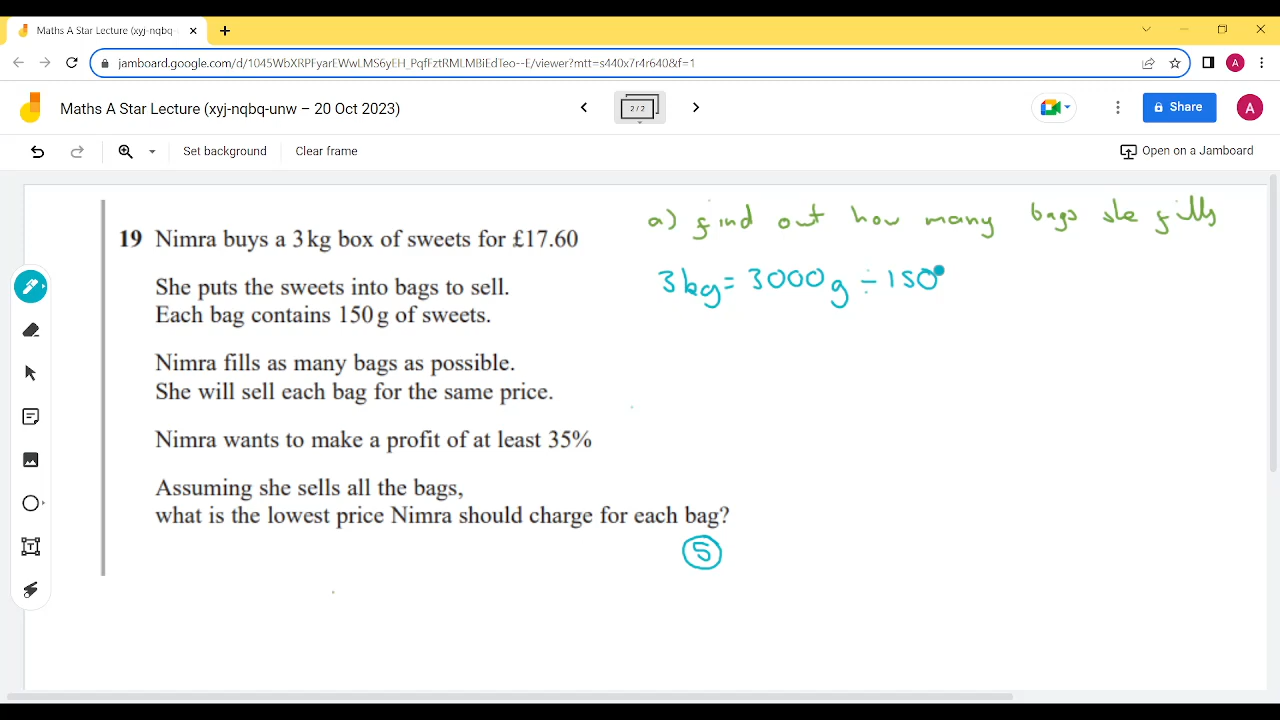 Maths A Star Lecture (xyj-nqbq-
jamboard.google.com/d/1045WbXRPFyarEWwLMS6yEH_PqfFztRMLMBiEdTeo--E/viewer?mtt=s440x7r4r640&f=1
A
Maths A Star Lecture (xyj-nqbq-unw – 20 Oct 2023)
2 / 2
Share
A
Set background
Clear frame
Open on a Jamboard
a) find out how many bags she fills
19 Nimra buys a 3 kg box of sweets for £17.60
3kg = 3000g ÷ 150
She puts the sweets into bags to sell.
Each bag contains 150 g of sweets.
Nimra fills as many bags as possible.
She will sell each bag for the same price.
Nimra wants to make a profit of at least 35%
Assuming she sells all the bags,
what is the lowest price Nimra should charge for each bag?
5